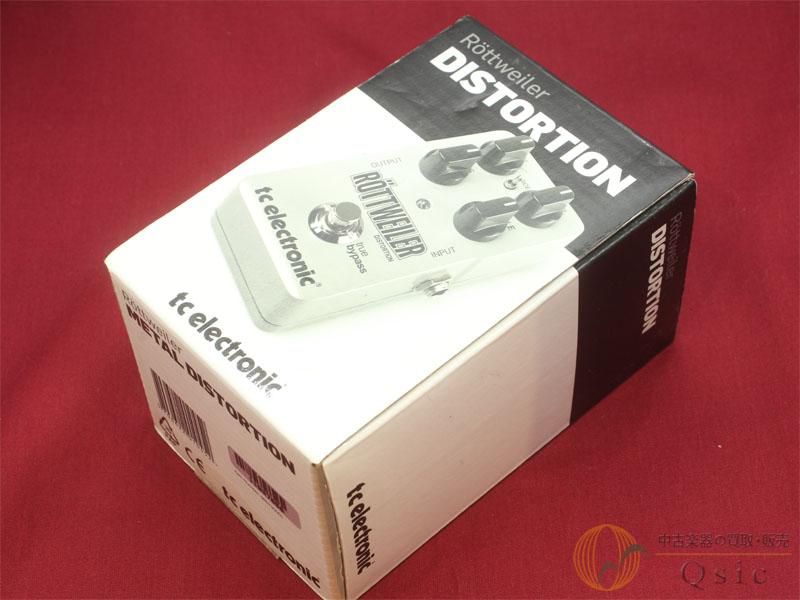 Röttweiler
DISTORTION
OUTPUT
RÖTTWEILER
DISTORTION
INPUT
tc electronic
true
bypass
tc electronic
Röttweiler
DISTORTION
Röttweiler
METAL DISTORTION
CE
tc electronic
tc electronic
中古楽器の買取・販売
Qsic